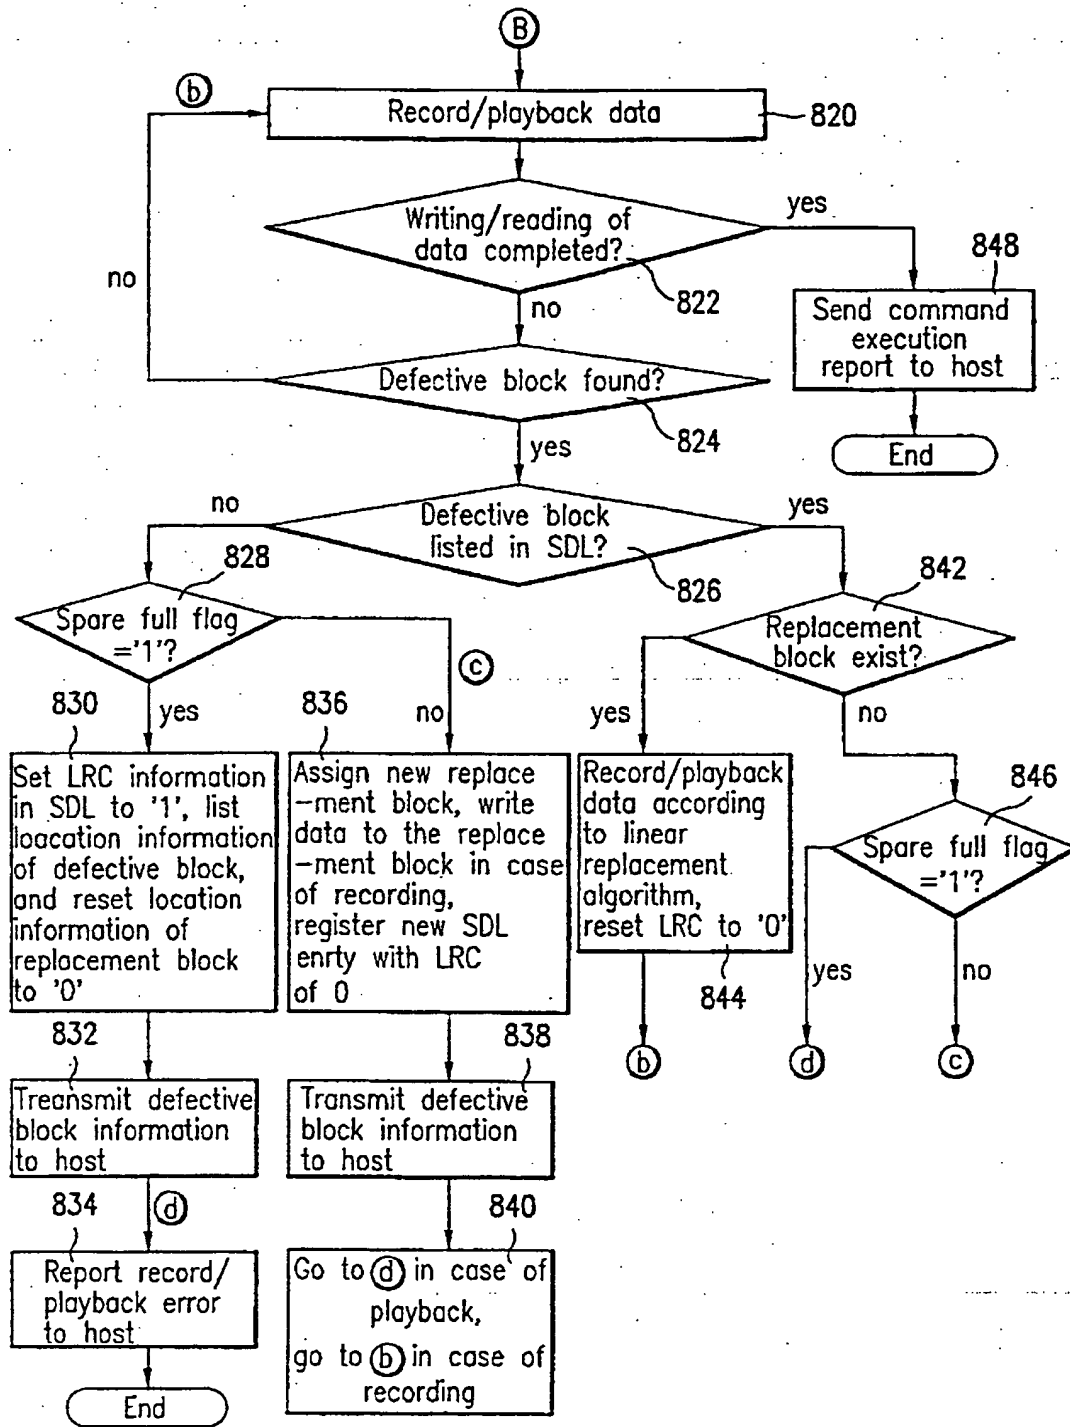 B
b
Record/playback data
820
Writing/reading of
data completed?
822
yes
no
no
848
Send command
execution
report to host
End
Defective block found?
824
yes
Defective block
listed in SDL?
826
no
yes
828
Spare full flag
='1'?
842
Replacement
block exist?
c
yes
no
yes
no
830
Set LRC information
in SDL to '1', list
loacation information
of defective block,
and reset location
information of
replacement block
to '0'
836
Assign new replace
-ment block, write
data to the replace
-ment block in case
of recording,
register new SDL
enrty with LRC
of 0
Record/playback
data according
to linear
replacement
algorithm,
reset LRC to '0'
844
846
Spare full flag
='1'?
yes
no
b
d
c
832
Treansmit defective
block information
to host
838
Transmit defective
block information
to host
834
d
Report record/
playback error
to host
End
840
Go to d in case of
playback,
go to b in case of
recording